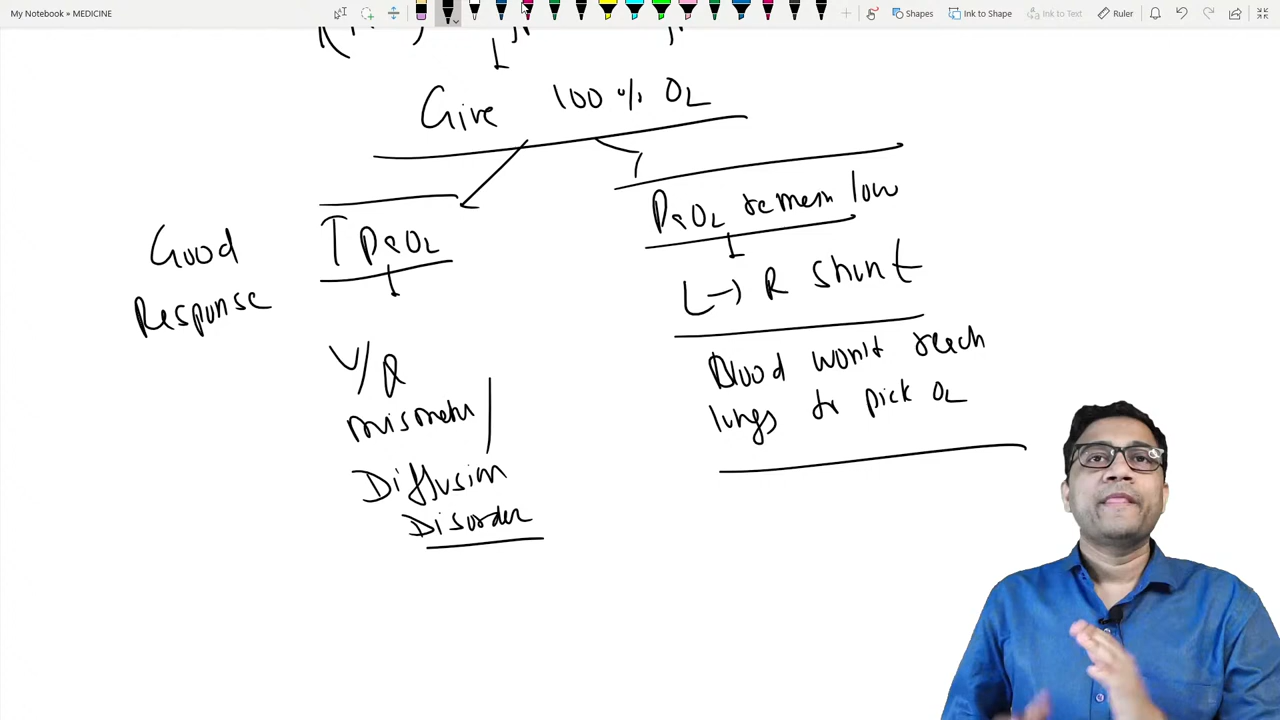 My Notebook » MEDICINE
Shapes
Ink to Shape
Ink to Text
Ruler
Give 100 % O2
Good
Response
↑ PaO2
V/Q
mismatch /
Diffusion
Disorder
PaO2 remain low
L → R shunt
Blood won't reach
lungs to pick O2